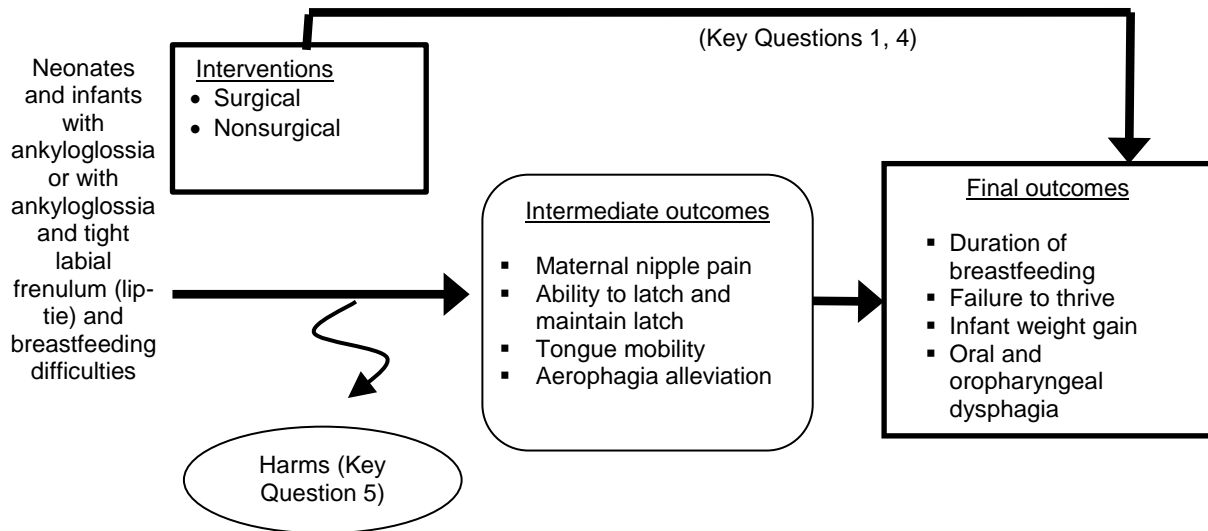 (Key Questions 1, 4)
Neonates
and infants
with
ankyloglossia
or with
ankyloglossia
and tight
labial
frenulum (lip-
tie) and
breastfeeding
difficulties
Interventions
• Surgical
• Nonsurgical
Intermediate outcomes
▪ Maternal nipple pain
▪ Ability to latch and
maintain latch
▪ Tongue mobility
▪ Aerophagia alleviation
Final outcomes
▪ Duration of
breastfeeding
▪ Failure to thrive
▪ Infant weight gain
▪ Oral and
oropharyngeal
dysphagia
Harms (Key
Question 5)